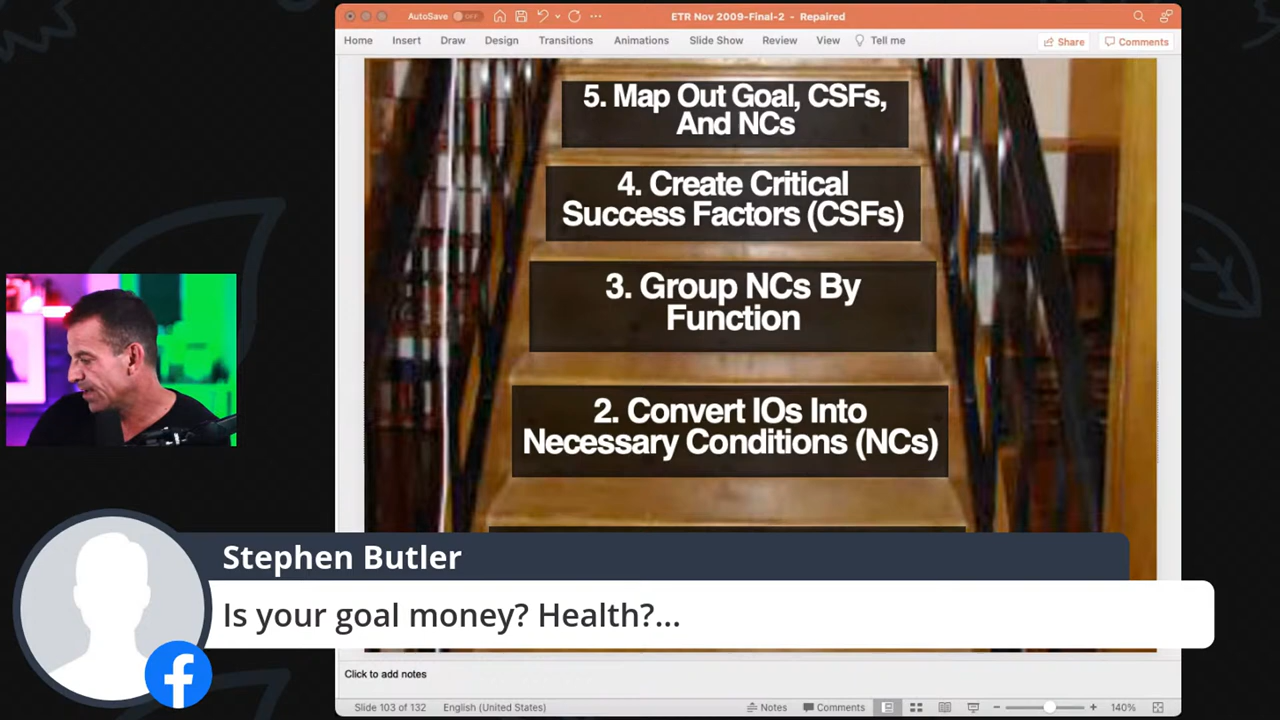 AutoSave OFF
ETR Nov 2009-Final-2 - Repaired
Home Insert Draw Design Transitions Animations Slide Show Review View Tell me Share Comments
5. Map Out Goal, CSFs,
And NCs
4. Create Critical
Success Factors (CSFs)
3. Group NCs By
Function
2. Convert IOs Into
Necessary Conditions (NCs)
Stephen Butler
Is your goal money? Health?...
Click to add notes
Slide 103 of 132 English (United States) Notes Comments 140%